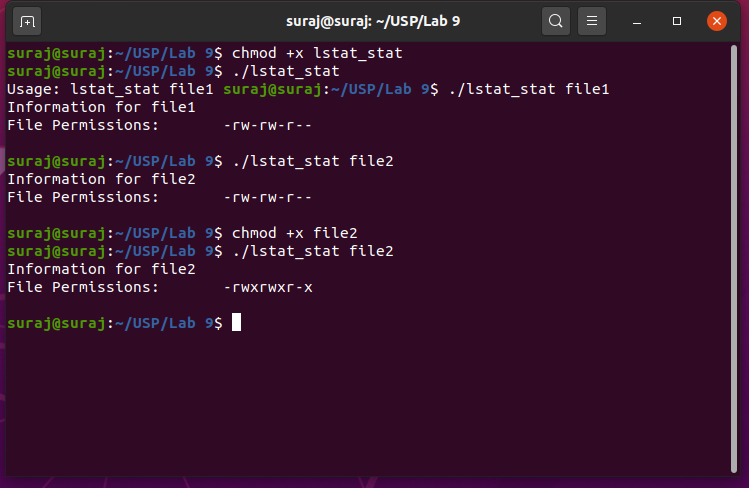 suraj@suraj: ~/USP/Lab 9
suraj@suraj:~/USP/Lab 9$ chmod +x lstat_stat
suraj@suraj:~/USP/Lab 9$ ./lstat_stat
Usage: lstat_stat file1 suraj@suraj:~/USP/Lab 9$ ./lstat_stat file1
Information for file1
File Permissions:       -rw-rw-r--
suraj@suraj:~/USP/Lab 9$ ./lstat_stat file2
Information for file2
File Permissions:       -rw-rw-r--
suraj@suraj:~/USP/Lab 9$ chmod +x file2
suraj@suraj:~/USP/Lab 9$ ./lstat_stat file2
Information for file2
File Permissions:       -rwxrwxr-x
suraj@suraj:~/USP/Lab 9$